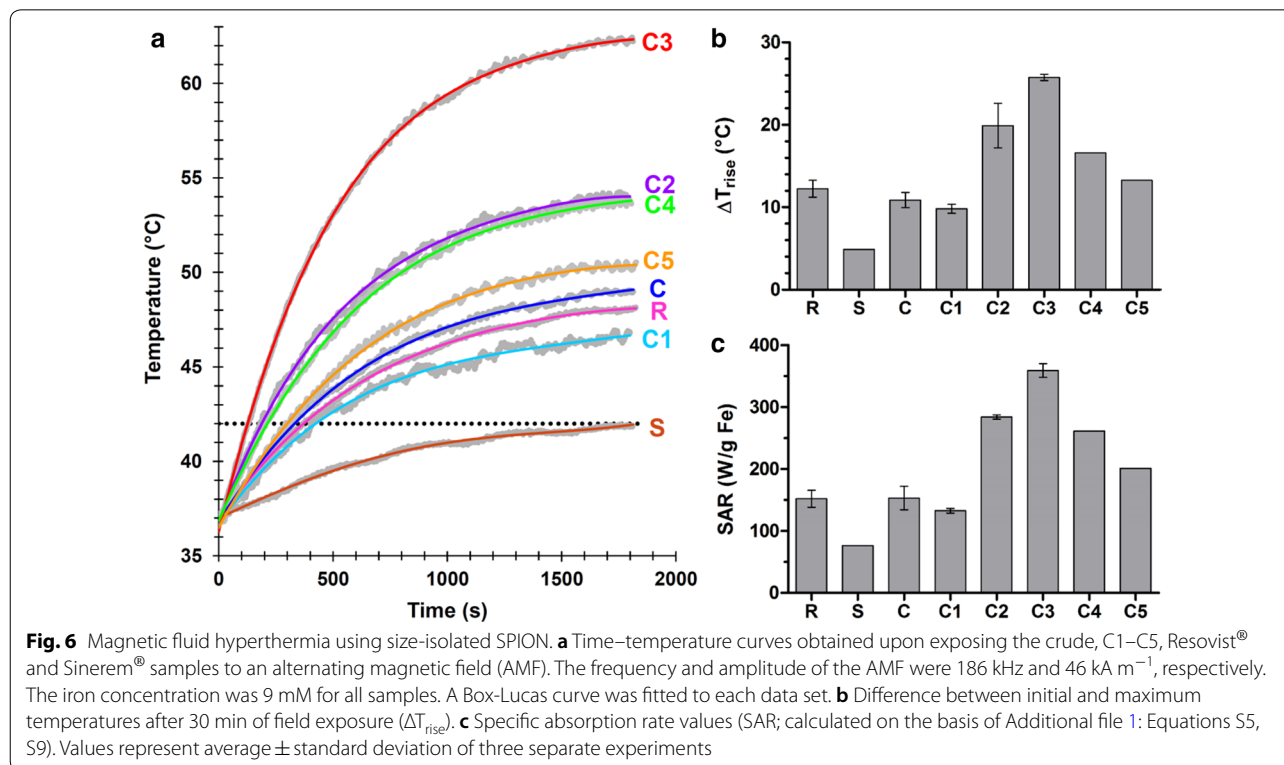 a
Temperature (°C)
60
55
50
45
40
35
0
500
1000
1500
2000
Time (s)
C3
C2
C4
C5
C
R
C1
S
b
ΔTrise (°C)
30
20
10
0
R S C C1 C2 C3 C4 C5
c
SAR (W/g Fe)
400
300
200
100
0
R S C C1 C2 C3 C4 C5
Fig. 6 Magnetic fluid hyperthermia using size-isolated SPION. a Time–temperature curves obtained upon exposing the crude, C1–C5, Resovist®
and Sinerem® samples to an alternating magnetic field (AMF). The frequency and amplitude of the AMF were 186 kHz and 46 kA m−1, respectively.
The iron concentration was 9 mM for all samples. A Box-Lucas curve was fitted to each data set. b Difference between initial and maximum
temperatures after 30 min of field exposure (ΔTrise). c Specific absorption rate values (SAR; calculated on the basis of Additional file 1: Equations S5,
S9). Values represent average ± standard deviation of three separate experiments